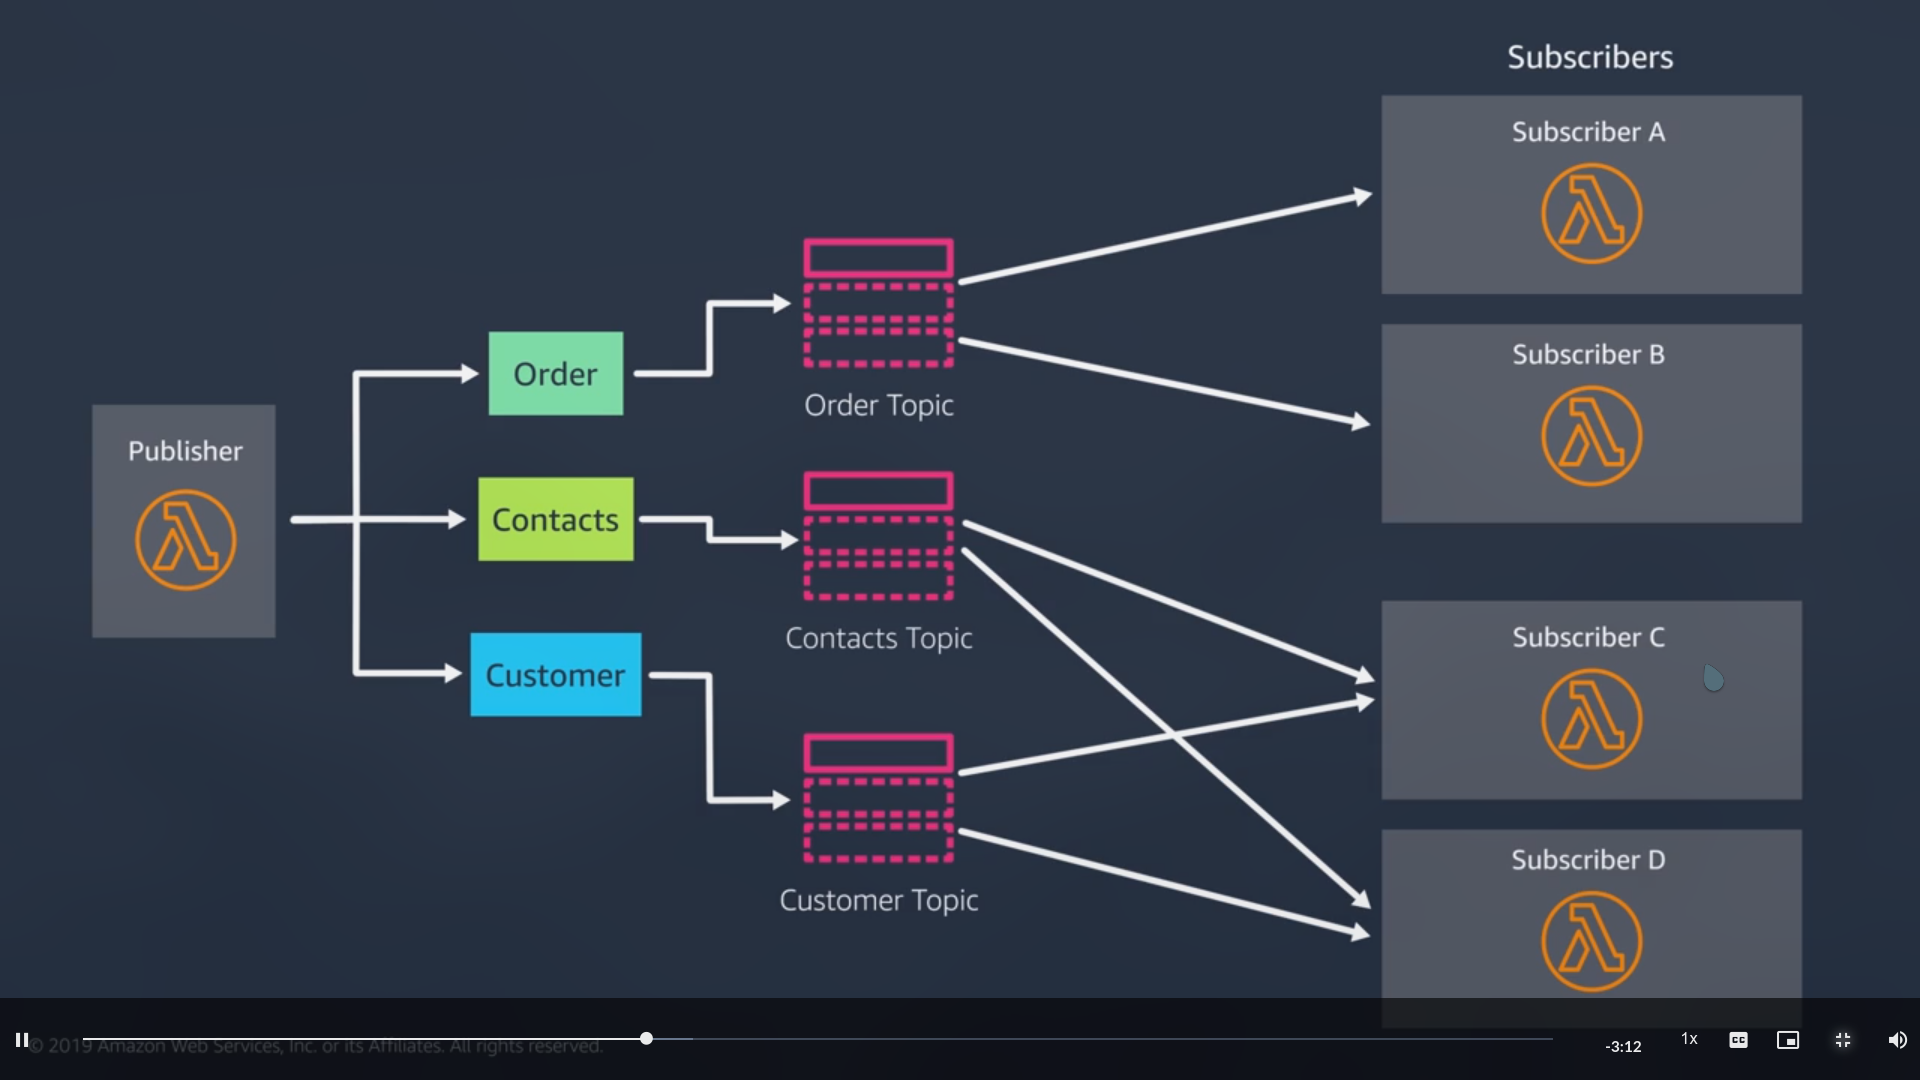 Subscribers
Subscriber A
Subscriber B
Order
Order Topic
Publisher
Contacts
Contacts Topic
Subscriber C
Customer
Customer Topic
Subscriber D
© 2019 Amazon Web Services, Inc. or its Affiliates. All rights reserved.
-3:12
1x
CC